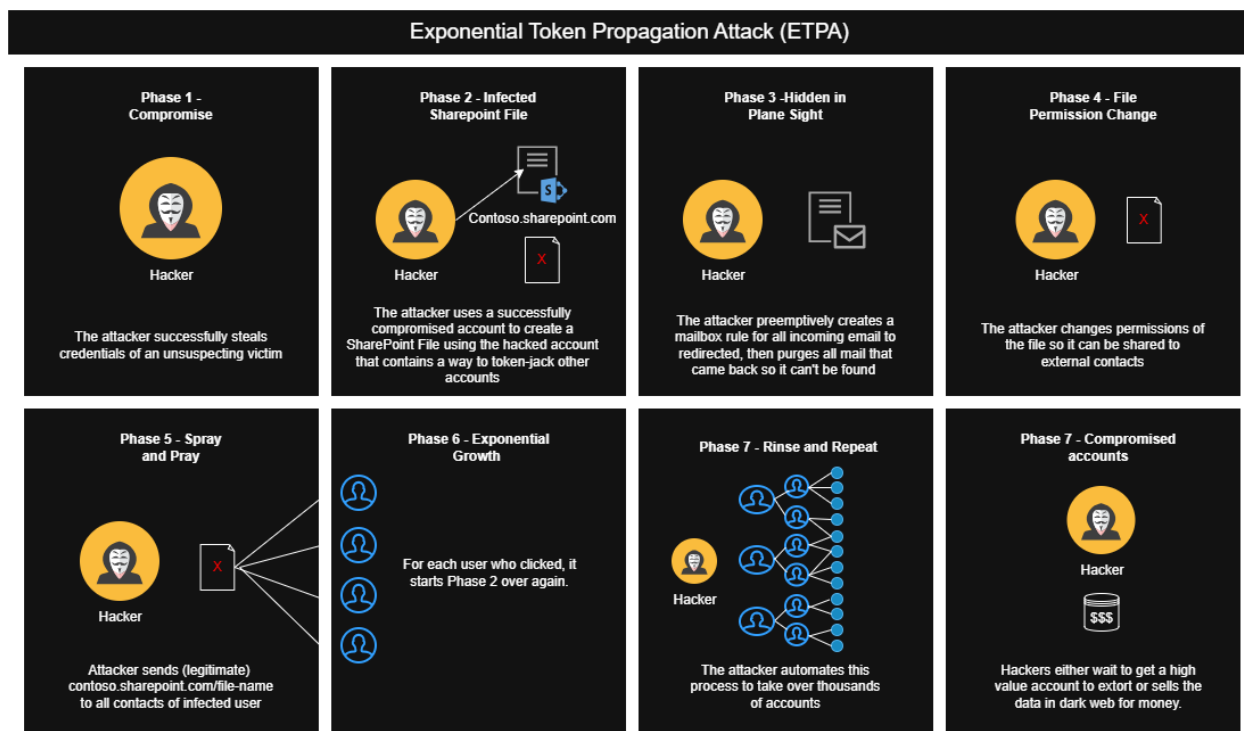 Exponential Token Propagation Attack (ETPA)
Phase 1 -
Compromise
Hacker
The attacker successfully steals
credentials of an unsuspecting victim
Phase 2 - Infected
Sharepoint File
S
Contoso.sharepoint.com
X
Hacker
The attacker uses a successfully
compromised account to create a
SharePoint File using the hacked account
that contains a way to token-jack other
accounts
Phase 3 -Hidden in
Plane Sight
Hacker
The attacker preemptively creates a
mailbox rule for all incoming email to
redirected, then purges all mail that
came back so it can't be found
Phase 4 - File
Permission Change
X
Hacker
The attacker changes permissions of
the file so it can be shared to
external contacts
Phase 5 - Spray
and Pray
X
Hacker
Attacker sends (legitimate)
contoso.sharepoint.com/file-name
to all contacts of infected user
Phase 6 - Exponential
Growth
For each user who clicked, it
starts Phase 2 over again.
Phase 7 - Rinse and Repeat
Hacker
The attacker automates this
process to take over thousands
of accounts
Phase 7 - Compromised
accounts
Hacker
$$$
Hackers either wait to get a high
value account to extort or sells the
data in dark web for money.